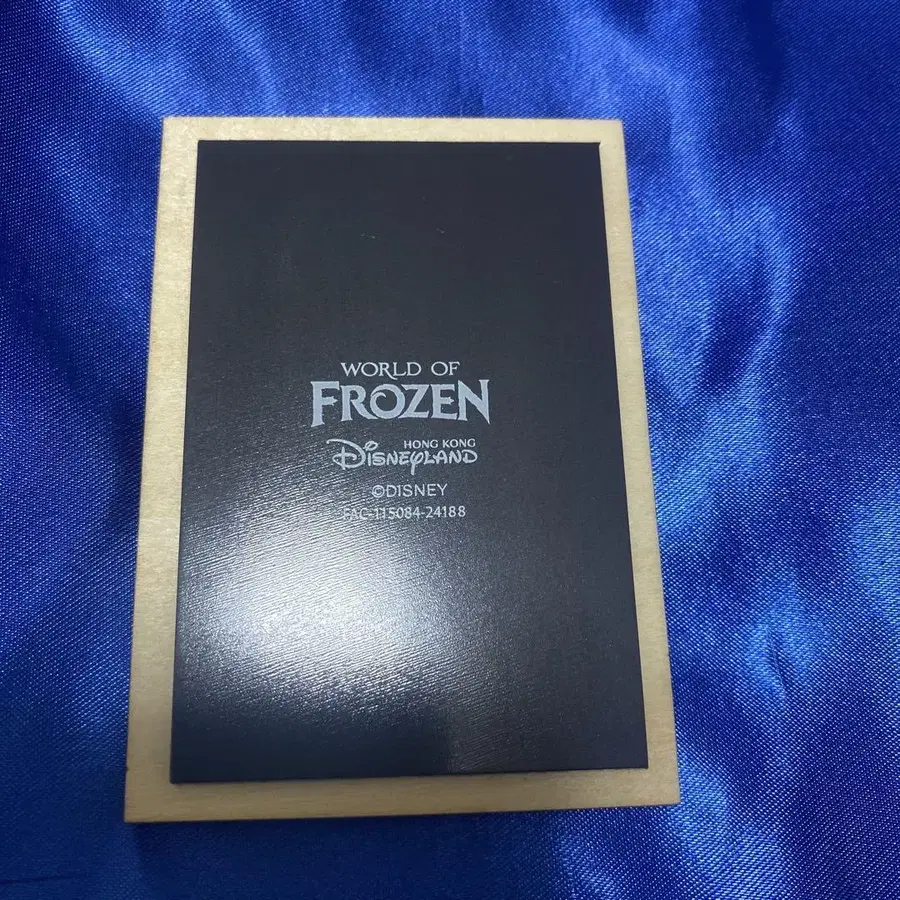 WORLD OF
FROZEN
HONG KONG
DISNEYLAND
©DISNEY
FAC-115084-24188